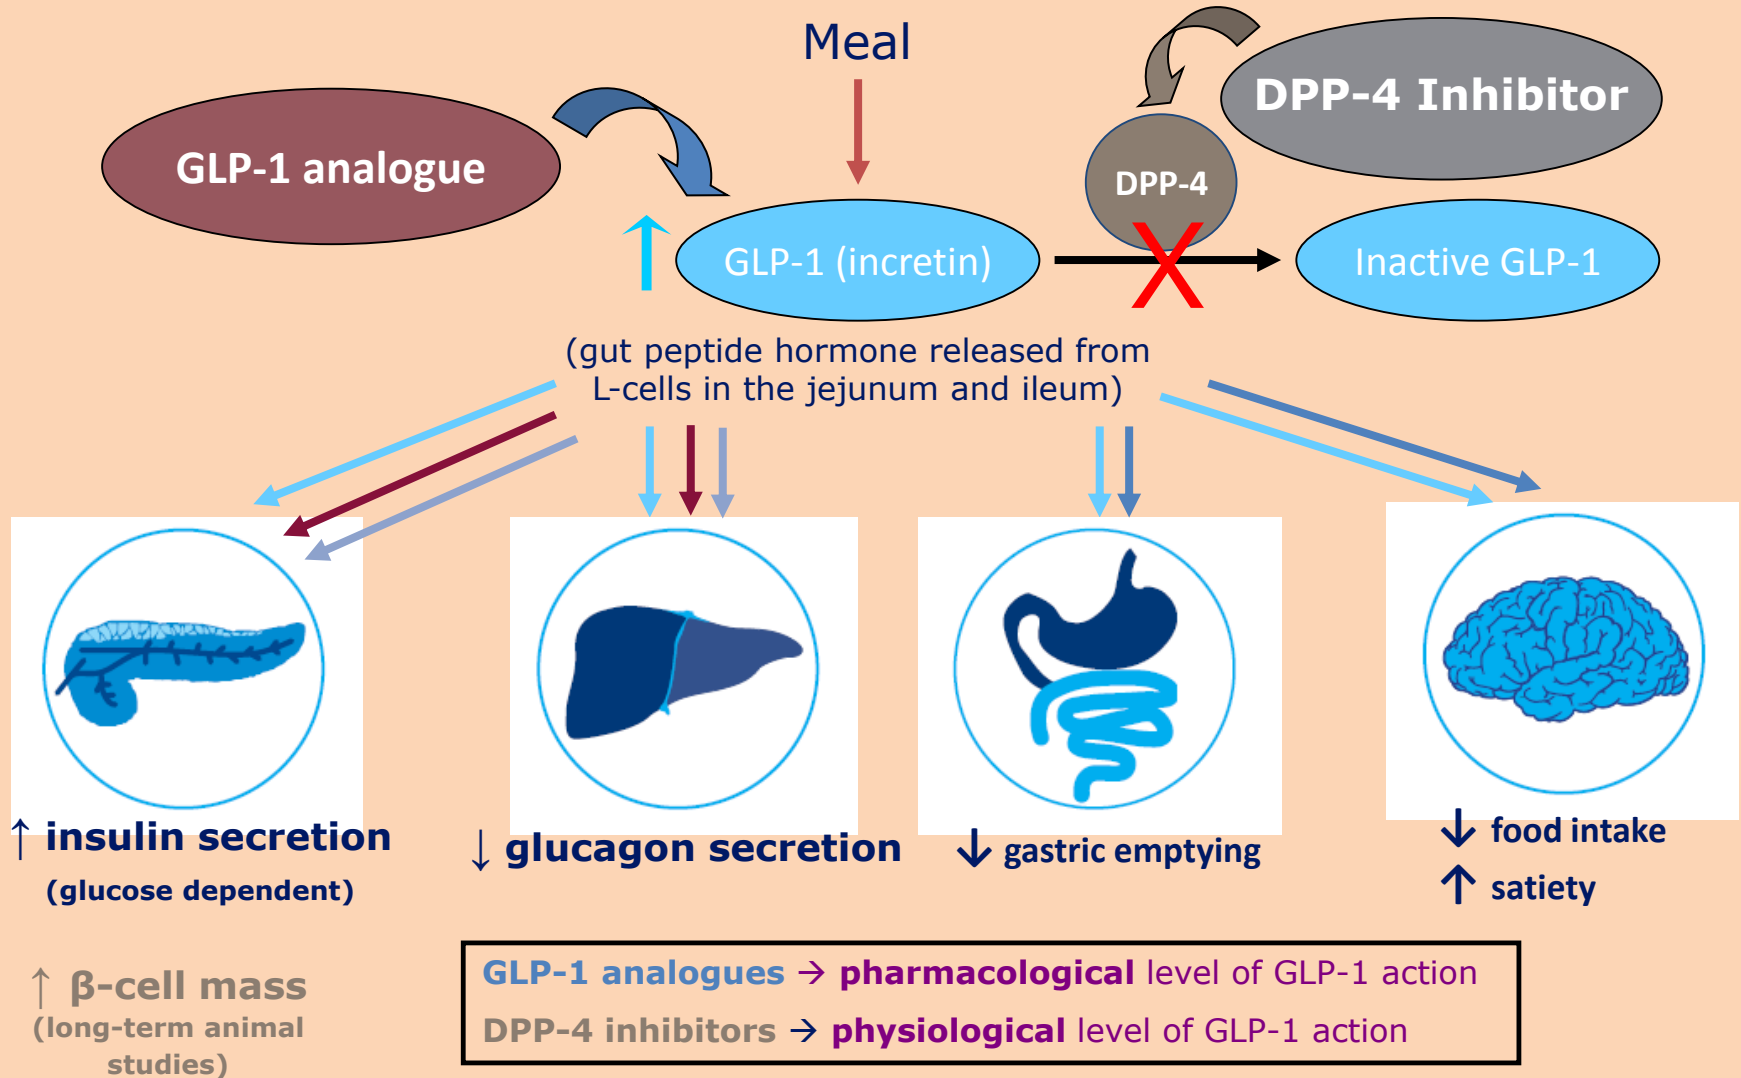 Meal
DPP-4 Inhibitor
GLP-1 analogue
DPP-4
X
GLP-1 (incretin)
Inactive GLP-1
(gut peptide hormone released from
L-cells in the jejunum and ileum)
↑ insulin secretion
(glucose dependent)
↓ glucagon secretion
↓ gastric emptying
↓ food intake
↑ satiety
↑ β-cell mass
(long-term animal
studies)
GLP-1 analogues → pharmacological level of GLP-1 action
DPP-4 inhibitors → physiological level of GLP-1 action